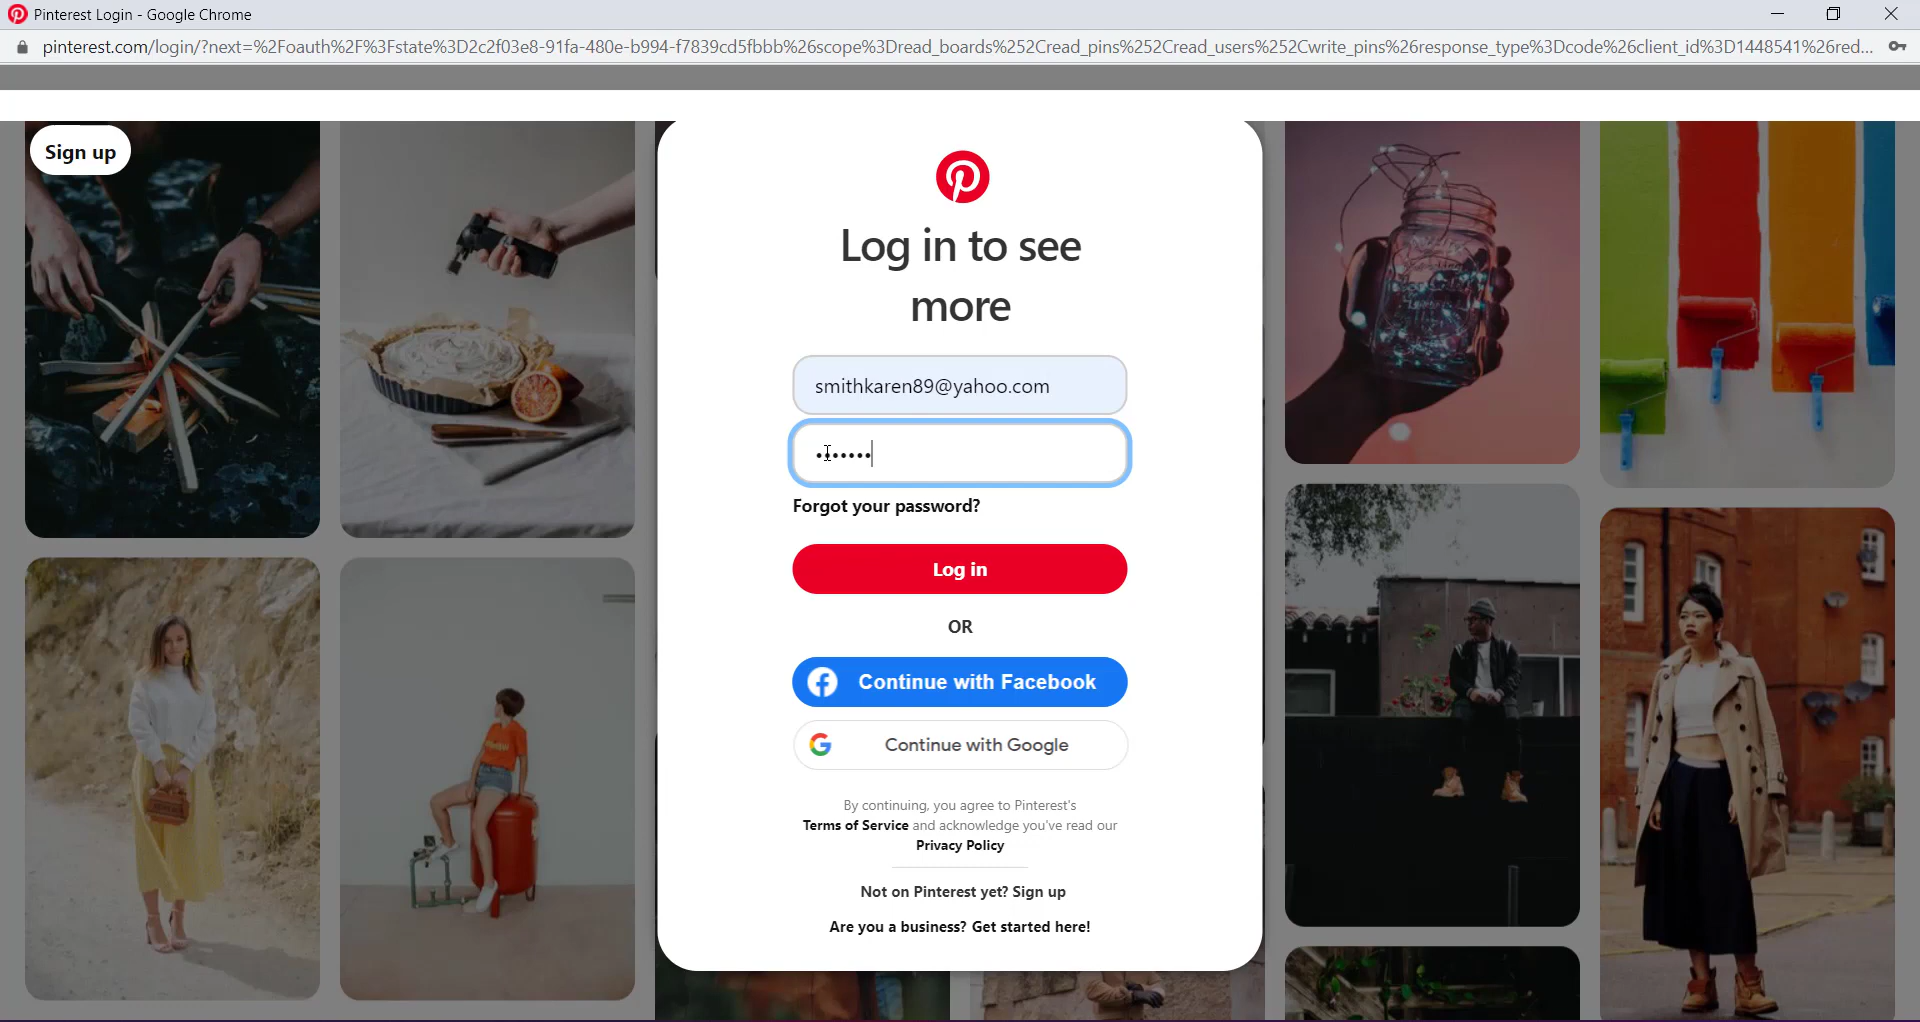 Pinterest Login - Google Chrome
pinterest.com/login/?next=%2Foauth%2F%3Fstate%3D2c2f03e8-91fa-480e-b994-f7839cd5fbbb%26scope%3Dread_boards%252Cread_pins%252Cread_users%252Cwrite_pins%26response_type%3Dcode%26client_id%3D1448541%26red...
Sign up
Log in to see
more
smithkaren89@yahoo.com
•••••••
Forgot your password?
Log in
OR
Continue with Facebook
Continue with Google
By continuing, you agree to Pinterest's
Terms of Service and acknowledge you've read our
Privacy Policy
Not on Pinterest yet? Sign up
Are you a business? Get started here!